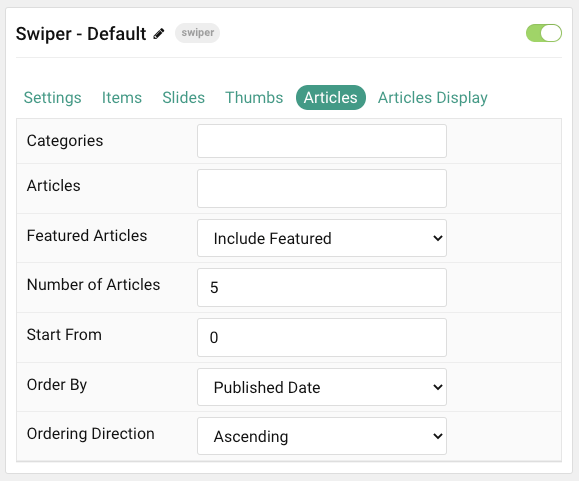 Swiper - Default swiper
Settings Items Slides Thumbs Articles Articles Display
Categories
Articles
Featured Articles Include Featured
Number of Articles 5
Start From 0
Order By Published Date
Ordering Direction Ascending